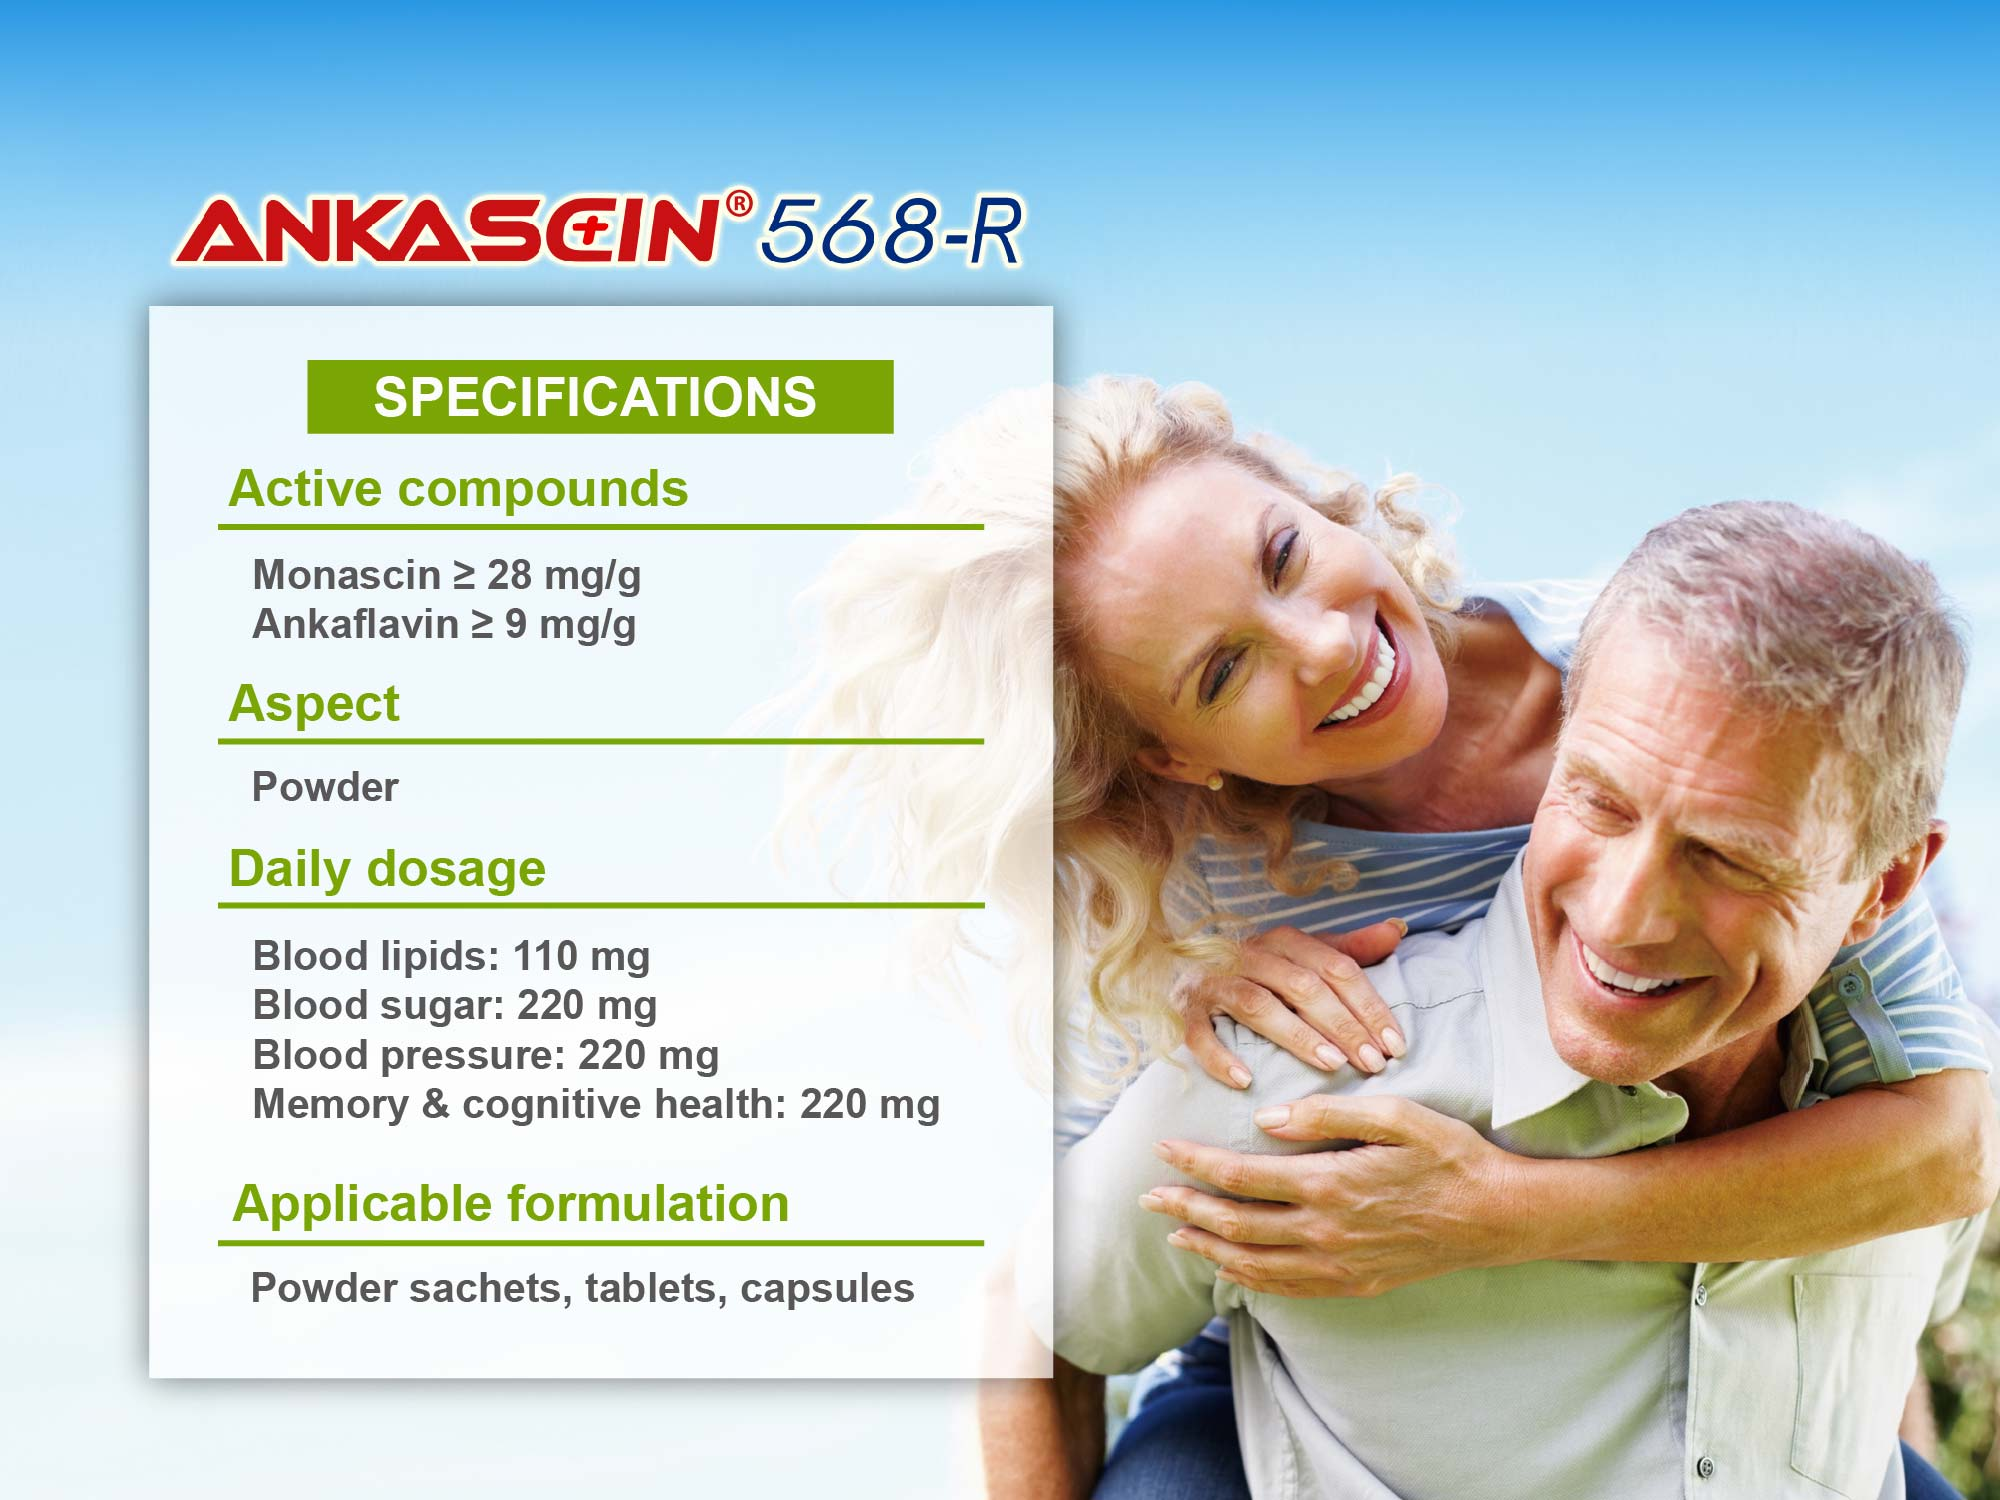 ANKASCIN® 568-R
SPECIFICATIONS
Active compounds
Monascin ≥ 28 mg/g
Ankaflavin ≥ 9 mg/g
Aspect
Powder
Daily dosage
Blood lipids: 110 mg
Blood sugar: 220 mg
Blood pressure: 220 mg
Memory & cognitive health: 220 mg
Applicable formulation
Powder sachets, tablets, capsules